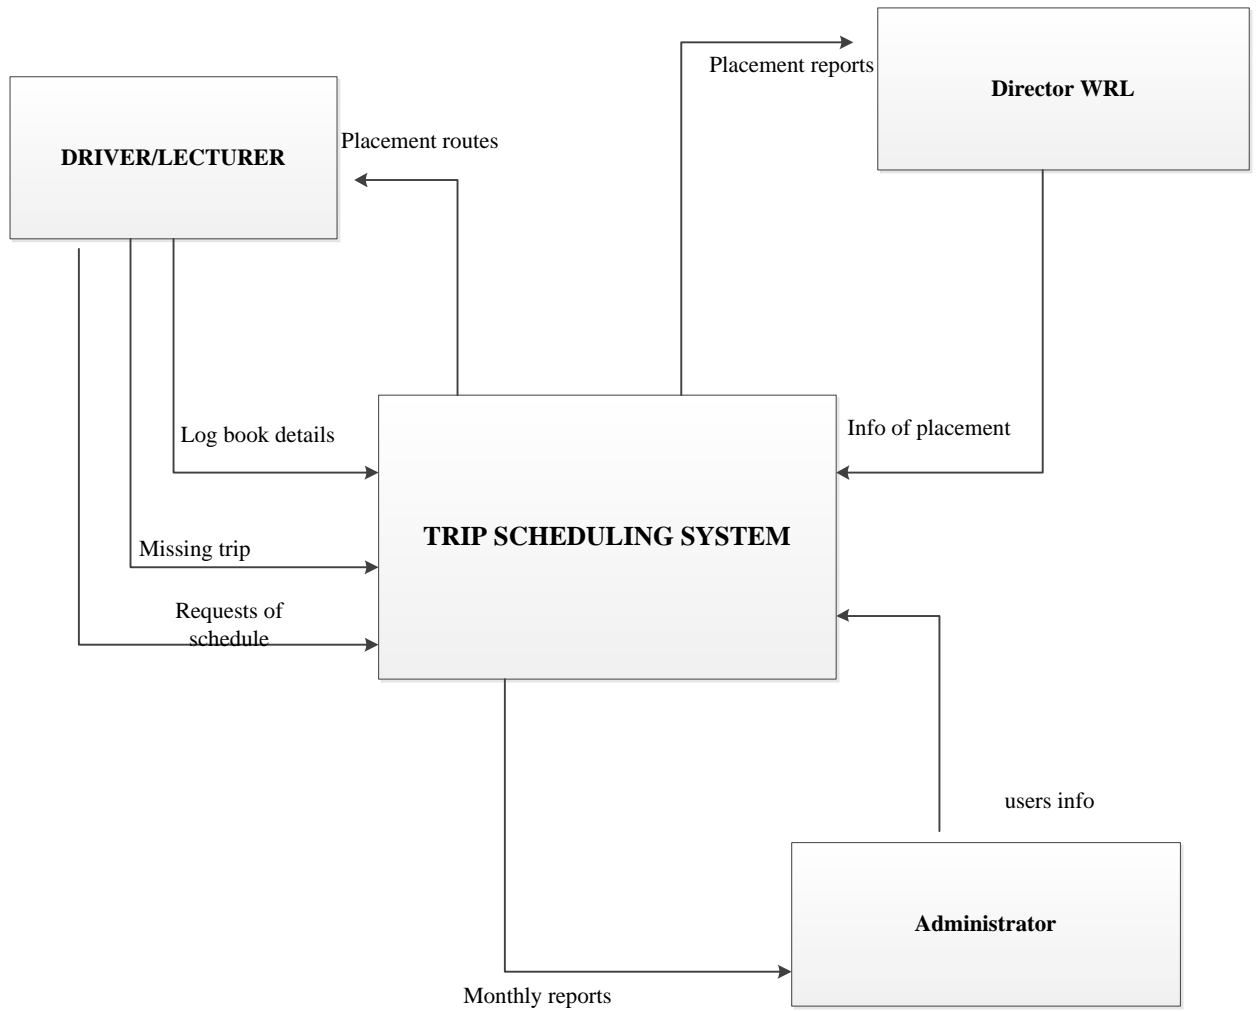 Placement reports
Director WRL
DRIVER/LECTURER
Placement routes
Log book details
Info of placement
TRIP SCHEDULING SYSTEM
Missing trip
Requests of
schedule
users info
Administrator
Monthly reports